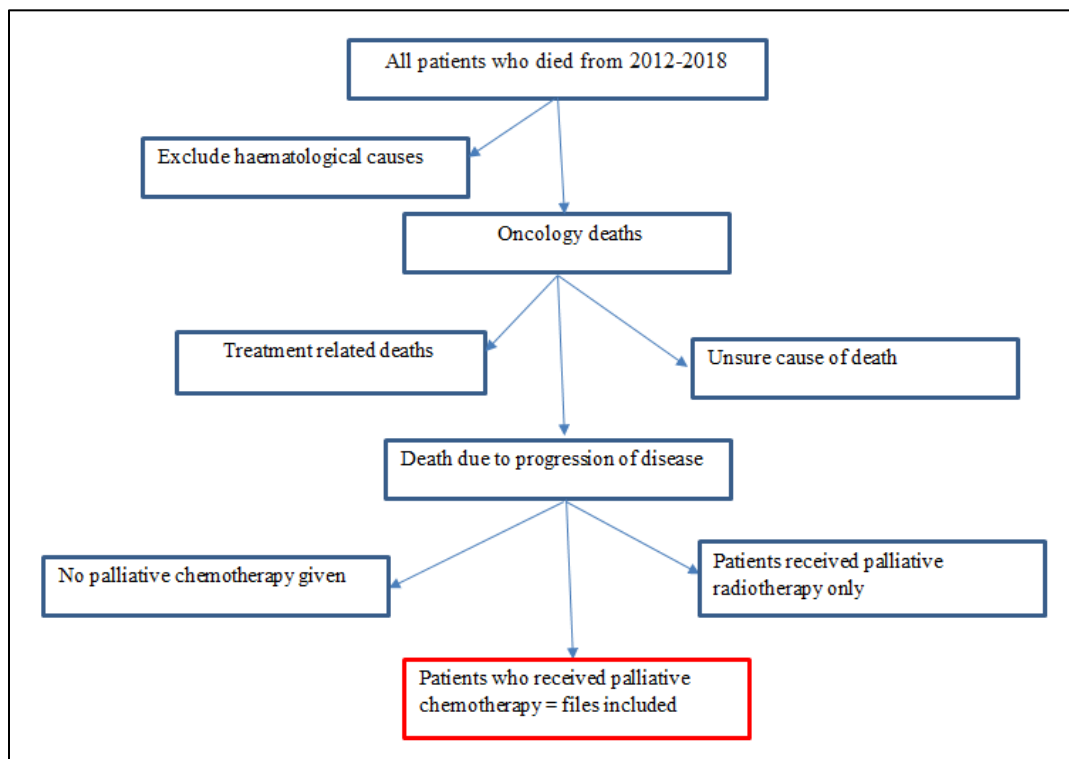 All patients who died from 2012-2018
Exclude haematological causes
Oncology deaths
Treatment related deaths
Unsure cause of death
Death due to progression of disease
No palliative chemotherapy given
Patients received palliative
radiotherapy only
Patients who received palliative
chemotherapy = files included